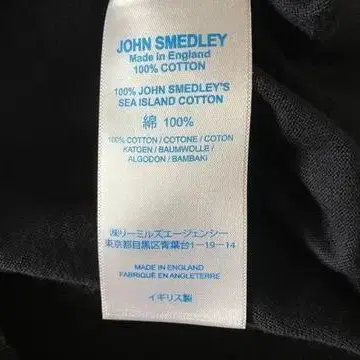 JOHN SMEDLEY
Made in England
100% COTTON
100% JOHN SMEDLEY'S
SEA ISLAND COTTON
綿 100%
100% COTTON / COTONE / COTON
KATOEN / BAUMWOLLE /
ALGODON / BAMBAKI
㈱リーミルズエージェンシー
東京都目黒区青葉台1-19-14
MADE IN ENGLAND
FABRIQUÉ EN ANGLETERRE
イギリス製